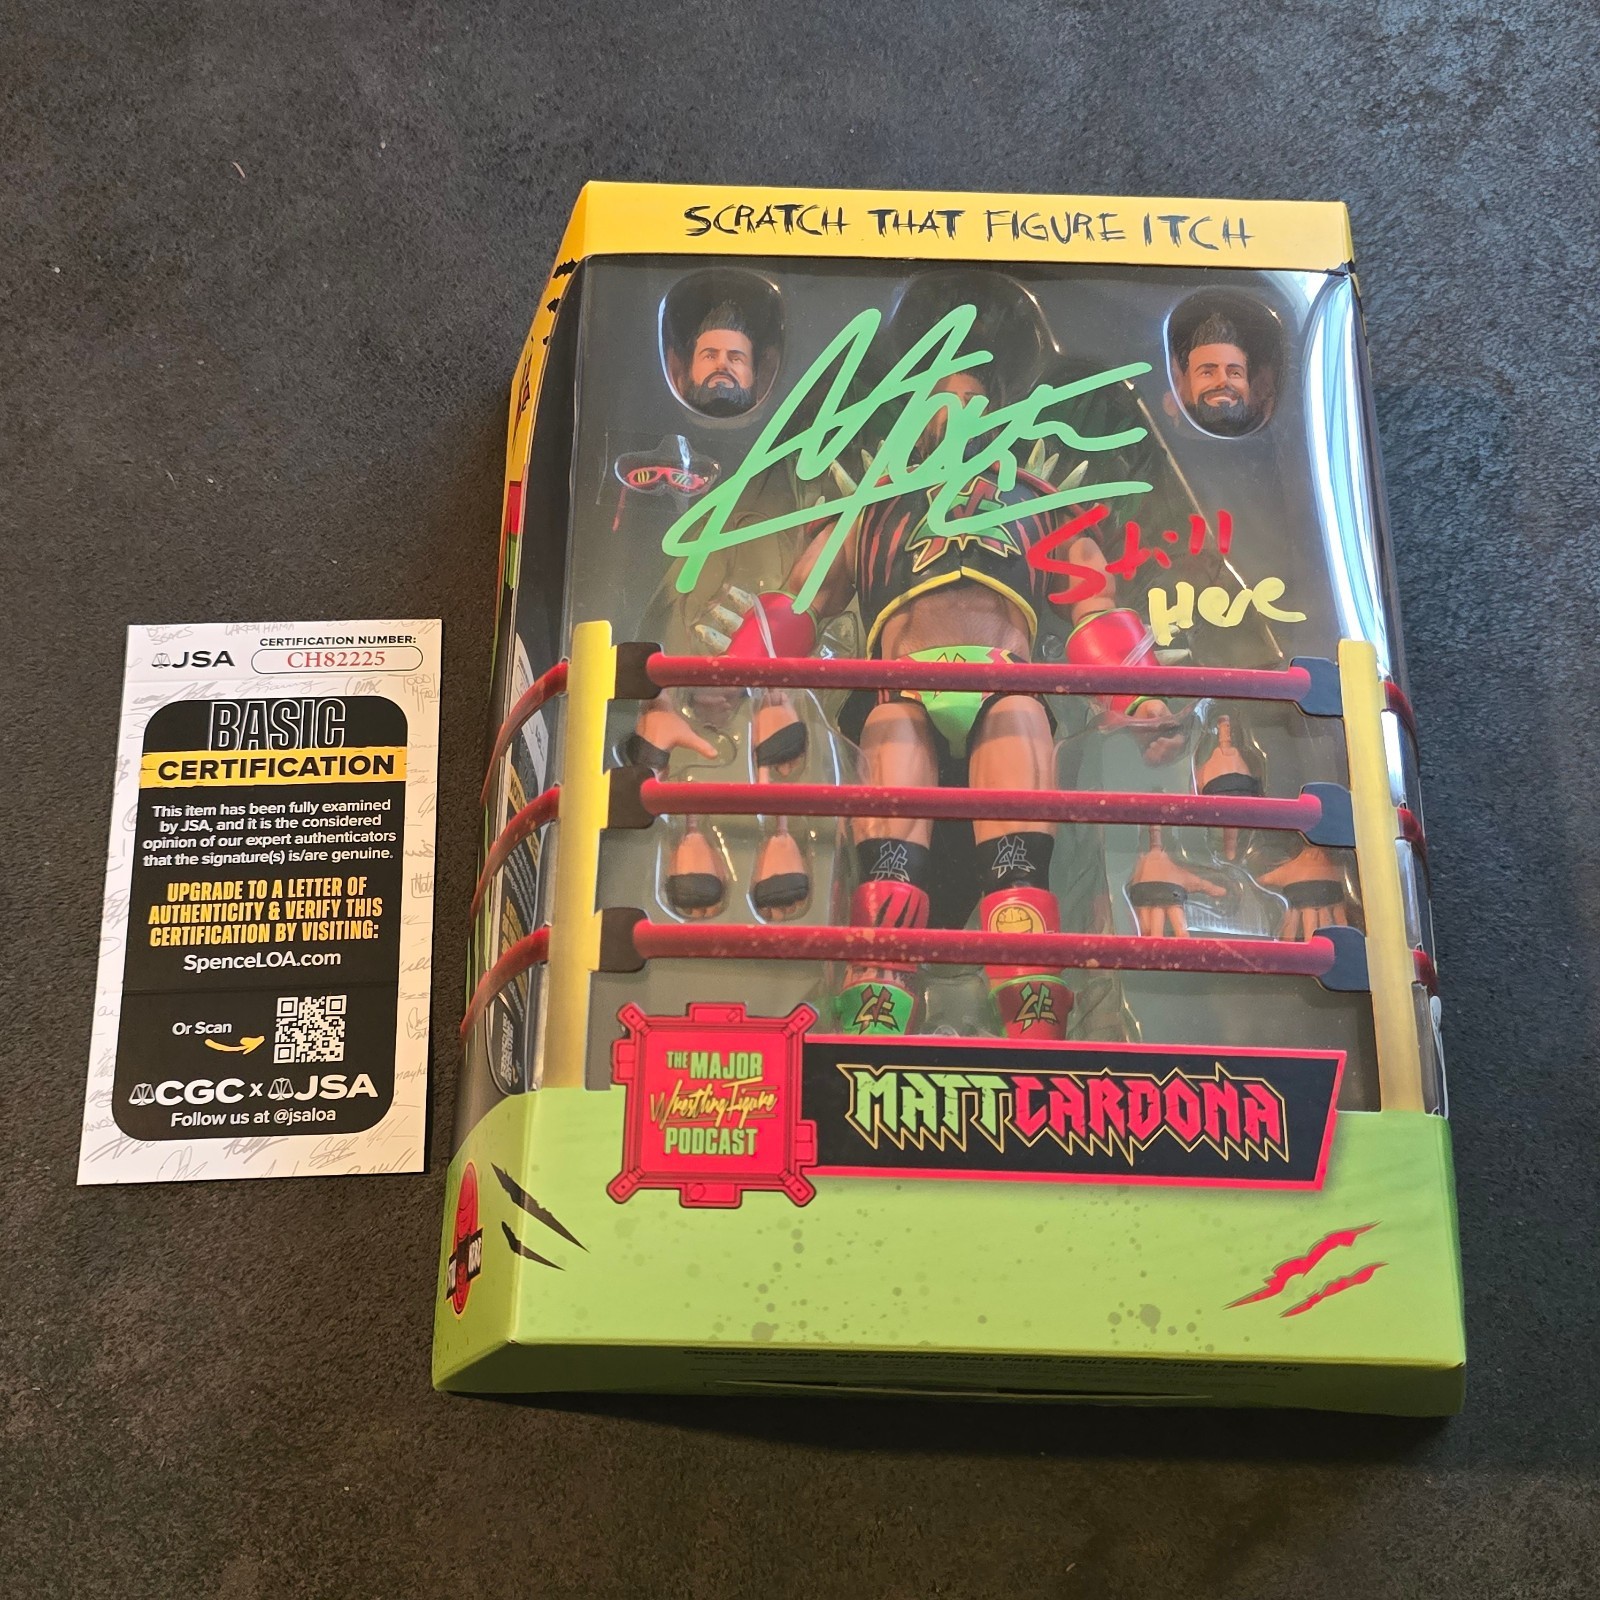 SCRATCH THAT FIGURE ITCH
Still
Here
THE MAJOR
Wrestling Figure
PODCAST
MATT CARDONA
JSA
CERTIFICATION NUMBER:
CH82225
BASIC
CERTIFICATION
This item has been fully examined
by JSA, and it is the considered
opinion of our expert authenticators
that the signature(s) is/are genuine.
UPGRADE TO A LETTER OF
AUTHENTICITY & VERIFY THIS
CERTIFICATION BY VISITING:
SpenceLOA.com
Or Scan
CGC x JSA
Follow us at @jsaloa